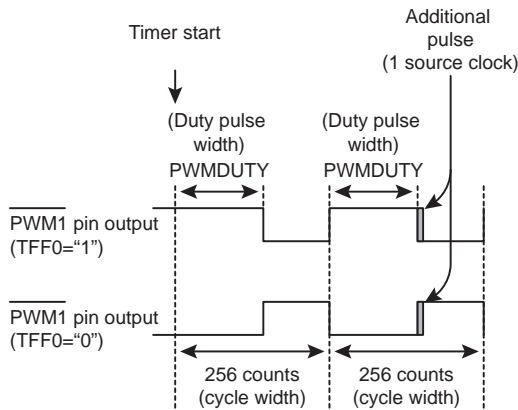 Timer start
Additional
pulse
(1 source clock)
(Duty pulse
width)
PWMDUTY
(Duty pulse
width)
PWMDUTY
PWM1 pin output
(TFF0=“1”)
PWM1 pin output
(TFF0=“0”)
256 counts
(cycle width)
256 counts
(cycle width)